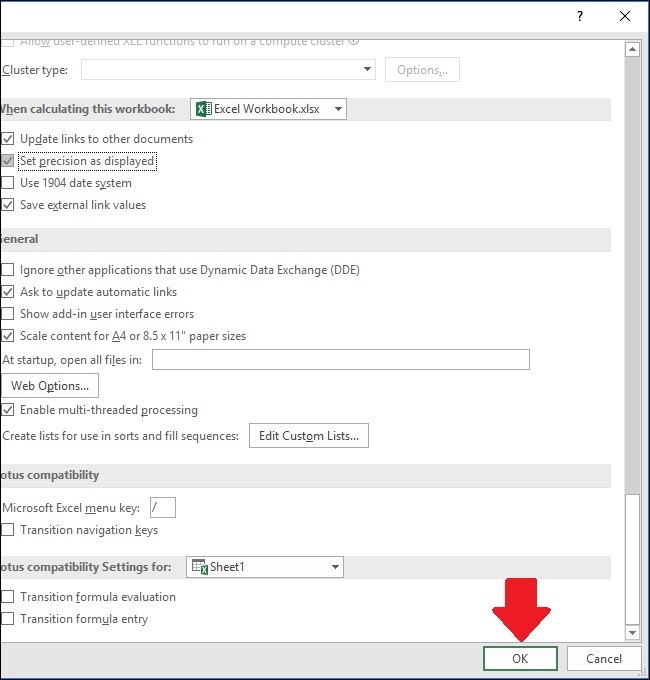 ?
Allow user-defined XLL functions to run on a compute cluster
Cluster type:
Options...
When calculating this workbook: Excel Workbook.xlsx
Update links to other documents
Set precision as displayed
Use 1904 date system
Save external link values
General
Ignore other applications that use Dynamic Data Exchange (DDE)
Ask to update automatic links
Show add-in user interface errors
Scale content for A4 or 8.5 x 11" paper sizes
At startup, open all files in:
Web Options...
Enable multi-threaded processing
Create lists for use in sorts and fill sequences: Edit Custom Lists...
otus compatibility
Microsoft Excel menu key: /
Transition navigation keys
otus compatibility Settings for: Sheet1
Transition formula evaluation
Transition formula entry
OK Cancel